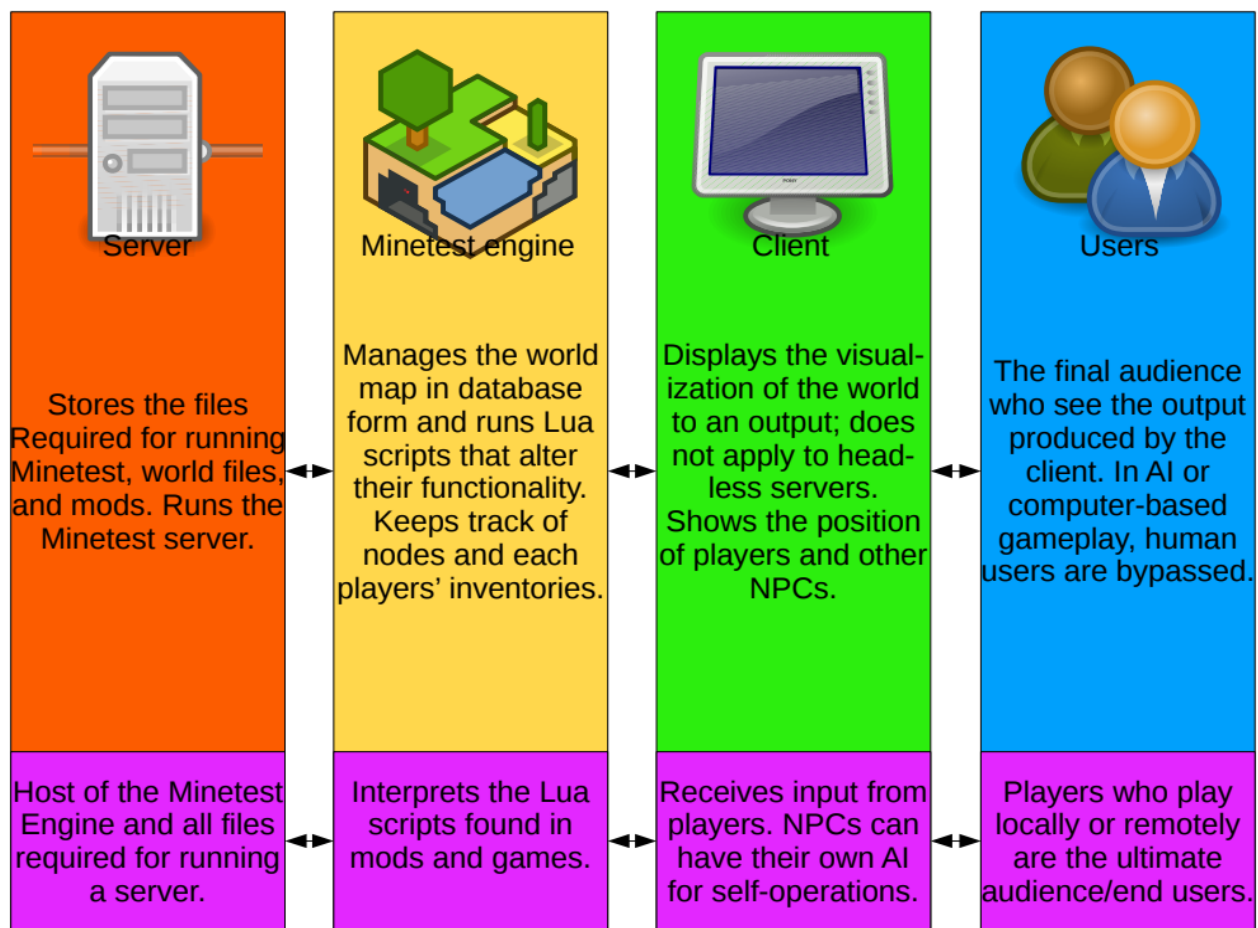 Server
Stores the files
Required for running
Minetest, world files,
and mods. Runs the
Minetest server.
Host of the Minetest
Engine and all files
required for running
a server.
Minetest engine
Manages the world
map in database
form and runs Lua
scripts that alter
their functionality.
Keeps track of
nodes and each
players’ inventories.
Interprets the Lua
scripts found in
mods and games.
Client
Displays the visual-
ization of the world
to an output; does
not apply to head-
less servers.
Shows the position
of players and other
NPCs.
Receives input from
players. NPCs can
have their own AI
for self-operations.
Users
The final audience
who see the output
produced by the
client. In AI or
computer-based
gameplay, human
users are bypassed.
Players who play
locally or remotely
are the ultimate
audience/end users.